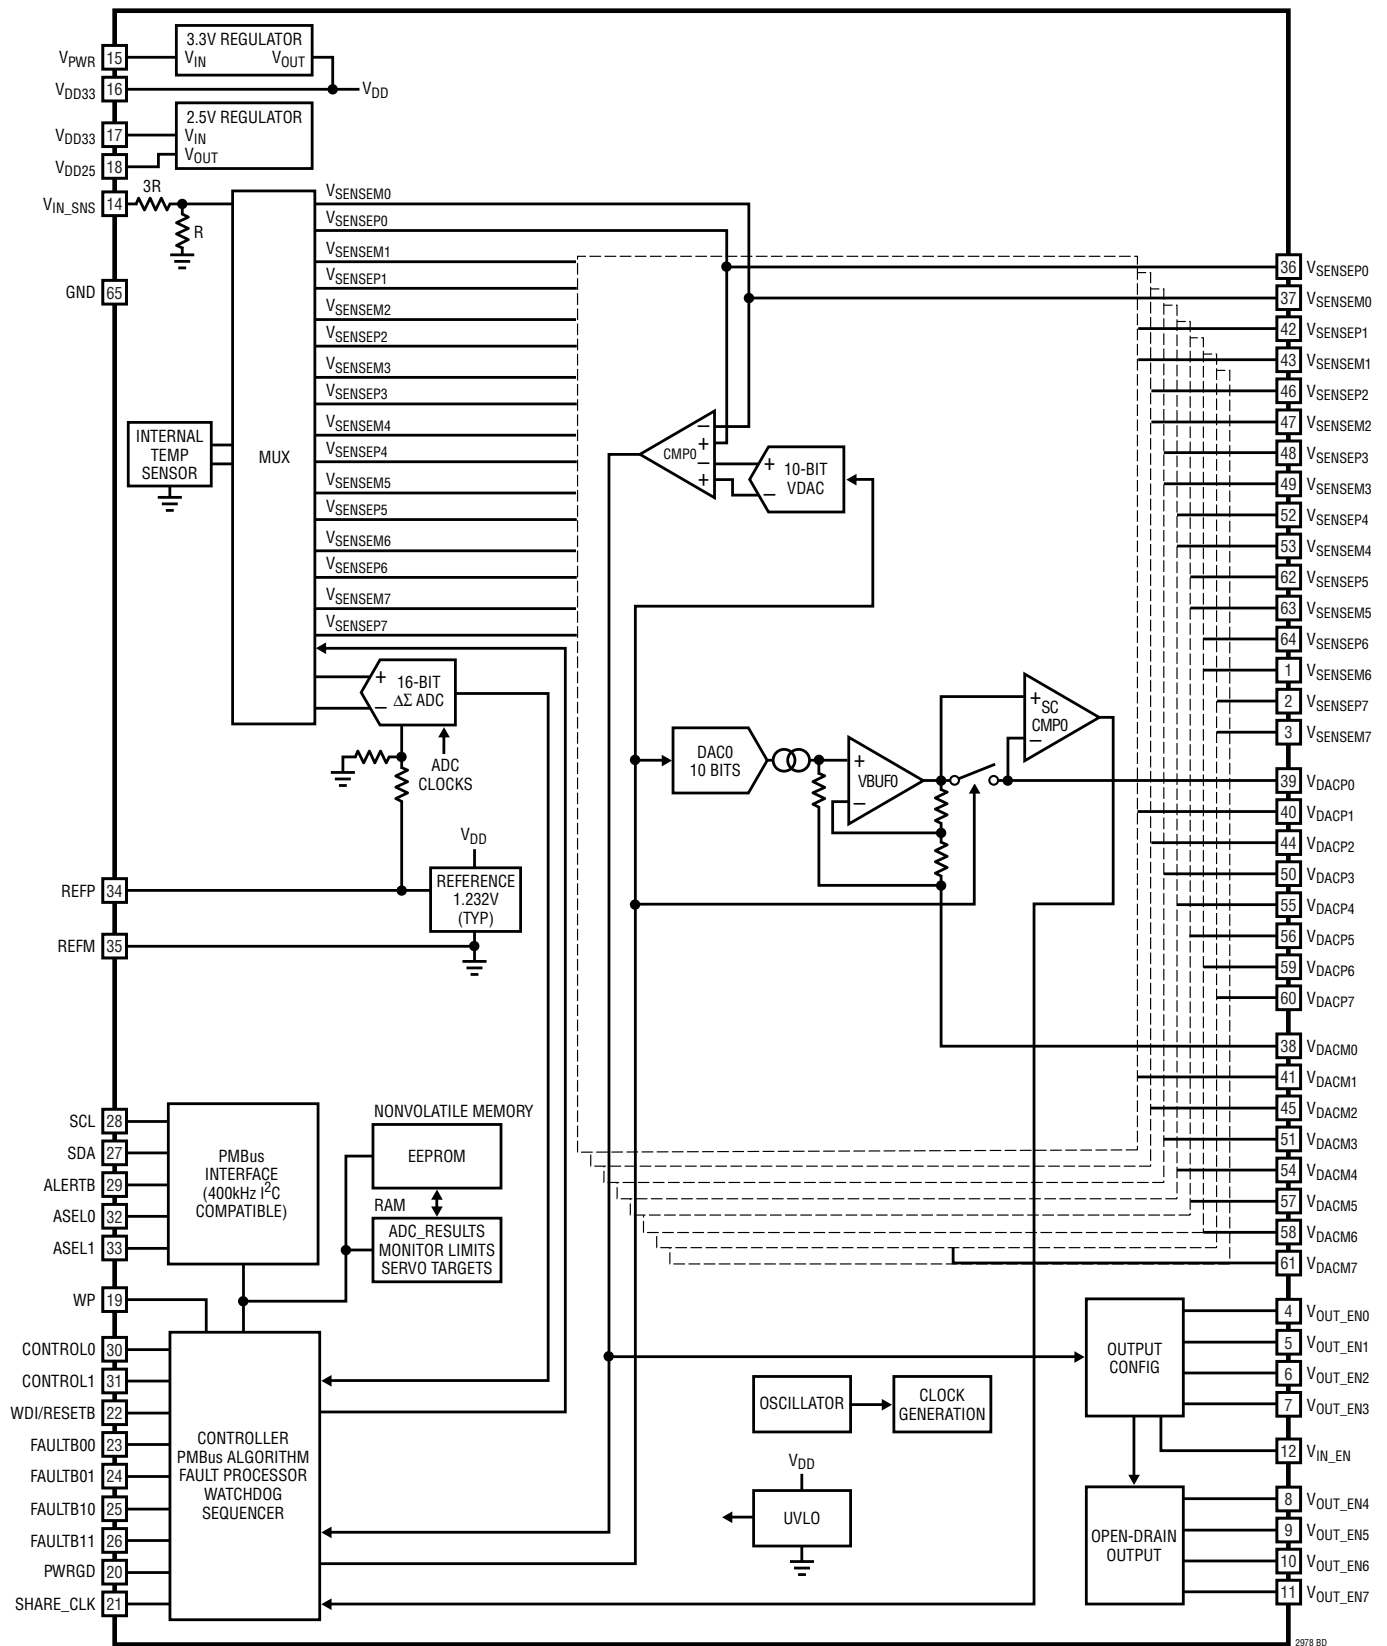 3.3V REGULATOR
VIN VOUT
VPWR 15
VDD33 16
VDD
2.5V REGULATOR
VIN
VOUT
VDD33 17
VDD25 18
VIN_SNS 14
3R
R
GND 65
MUX
INTERNAL
TEMP
SENSOR
VSENSEM0
VSENSEP0
VSENSEM1
VSENSEP1
VSENSEM2
VSENSEP2
VSENSEM3
VSENSEP3
VSENSEM4
VSENSEP4
VSENSEM5
VSENSEP5
VSENSEM6
VSENSEP6
VSENSEM7
VSENSEP7
+
–
16-BIT
ΔΣ ADC
ADC
CLOCKS
VDD
REFERENCE
1.232V
(TYP)
REFP 34
REFM 35
–
+
–
+
CMP0
+
–
10-BIT
VDAC
DAC0
10 BITS
+
–
VBUF0
+
–
SC
CMP0
36 VSENSEP0
37 VSENSEM0
42 VSENSEP1
43 VSENSEM1
46 VSENSEP2
47 VSENSEM2
48 VSENSEP3
49 VSENSEM3
52 VSENSEP4
53 VSENSEM4
62 VSENSEP5
63 VSENSEM5
64 VSENSEP6
1 VSENSEM6
2 VSENSEP7
3 VSENSEM7
39 VDACP0
40 VDACP1
44 VDACP2
50 VDACP3
55 VDACP4
56 VDACP5
59 VDACP6
60 VDACP7
38 VDACM0
41 VDACM1
45 VDACM2
51 VDACM3
54 VDACM4
57 VDACM5
58 VDACM6
61 VDACM7
SCL 28
SDA 27
ALERTB 29
ASEL0 32
ASEL1 33
PMBus
INTERFACE
(400kHz I2C
COMPATIBLE)
NONVOLATILE MEMORY
EEPROM
RAM
ADC_RESULTS
MONITOR LIMITS
SERVO TARGETS
WP 19
CONTROL0 30
CONTROL1 31
WDI/RESETB 22
FAULTB00 23
FAULTB01 24
FAULTB10 25
FAULTB11 26
PWRGD 20
SHARE_CLK 21
CONTROLLER
PMBus ALGORITHM
FAULT PROCESSOR
WATCHDOG
SEQUENCER
OSCILLATOR
CLOCK
GENERATION
VDD
UVLO
OUTPUT
CONFIG
OPEN-DRAIN
OUTPUT
4 VOUT_EN0
5 VOUT_EN1
6 VOUT_EN2
7 VOUT_EN3
12 VIN_EN
8 VOUT_EN4
9 VOUT_EN5
10 VOUT_EN6
11 VOUT_EN7
2978 BD